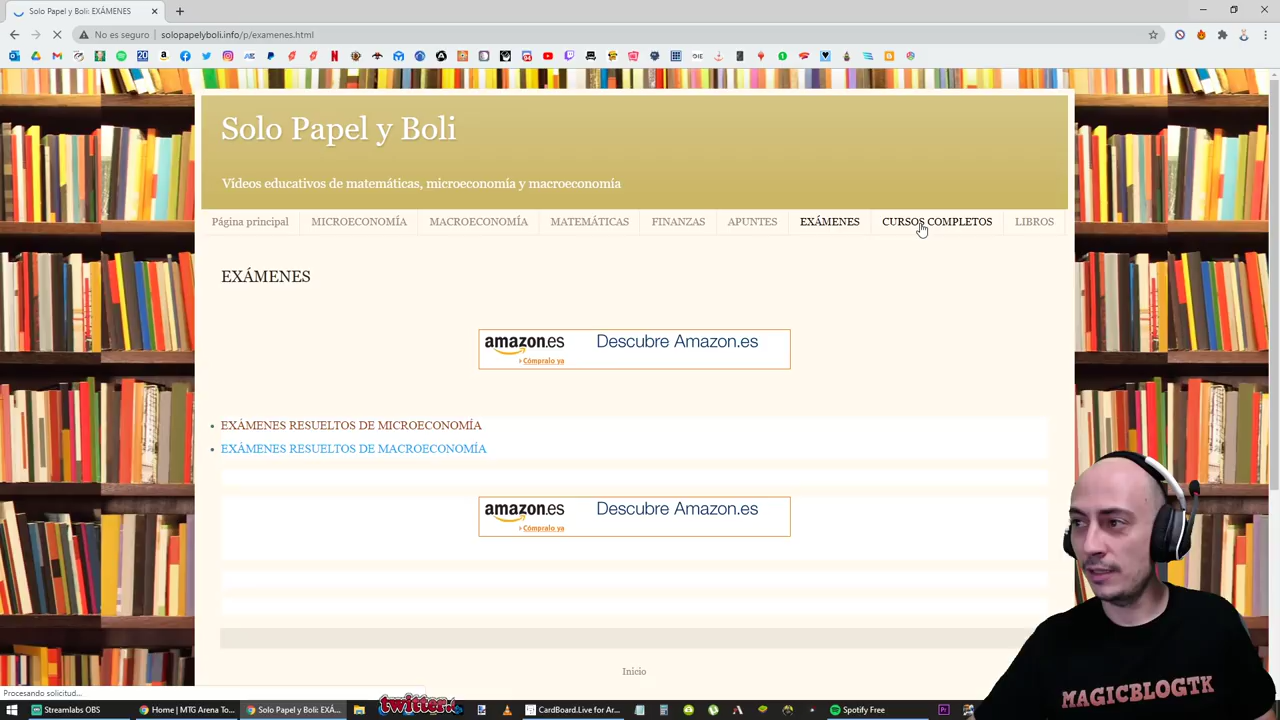 Solo Papel y Boli: EXÁMENES
No es seguro | solopapelyboli.info/p/examenes.html
Solo Papel y Boli
Vídeos educativos de matemáticas, microeconomía y macroeconomía
Página principal MICROECONOMÍA MACROECONOMÍA MATEMÁTICAS FINANZAS APUNTES EXÁMENES CURSOS COMPLETOS LIBROS
EXÁMENES
amazon.es Descubre Amazon.es
Cómpralo ya
EXÁMENES RESUELTOS DE MICROECONOMÍA
EXÁMENES RESUELTOS DE MACROECONOMÍA
amazon.es Descubre Amazon.es
Cómpralo ya
Inicio
MAGICBLOGTK
Procesando solicitud...
twitter
Streamlabs OBS Home | MTG Arena To... Solo Papel y Boli: EXÁ... CardBoard.Live for Ar... Spotify Free